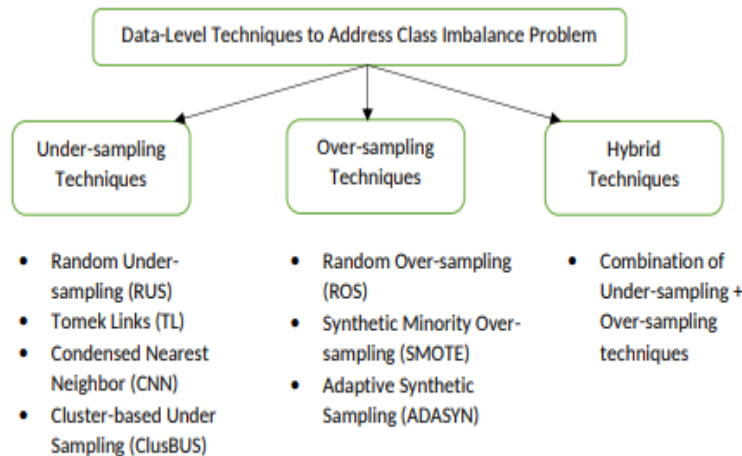 Data-Level Techniques to Address Class Imbalance Problem
Under-sampling
Techniques
Over-sampling
Techniques
Hybrid
Techniques
• Random Under-
sampling (RUS)
• Tomek Links (TL)
• Condensed Nearest
Neighbor (CNN)
• Cluster-based Under
Sampling (ClusBUS)
• Random Over-sampling
(ROS)
• Synthetic Minority Over-
sampling (SMOTE)
• Adaptive Synthetic
Sampling (ADASYN)
• Combination of
Under-sampling +
Over-sampling
techniques